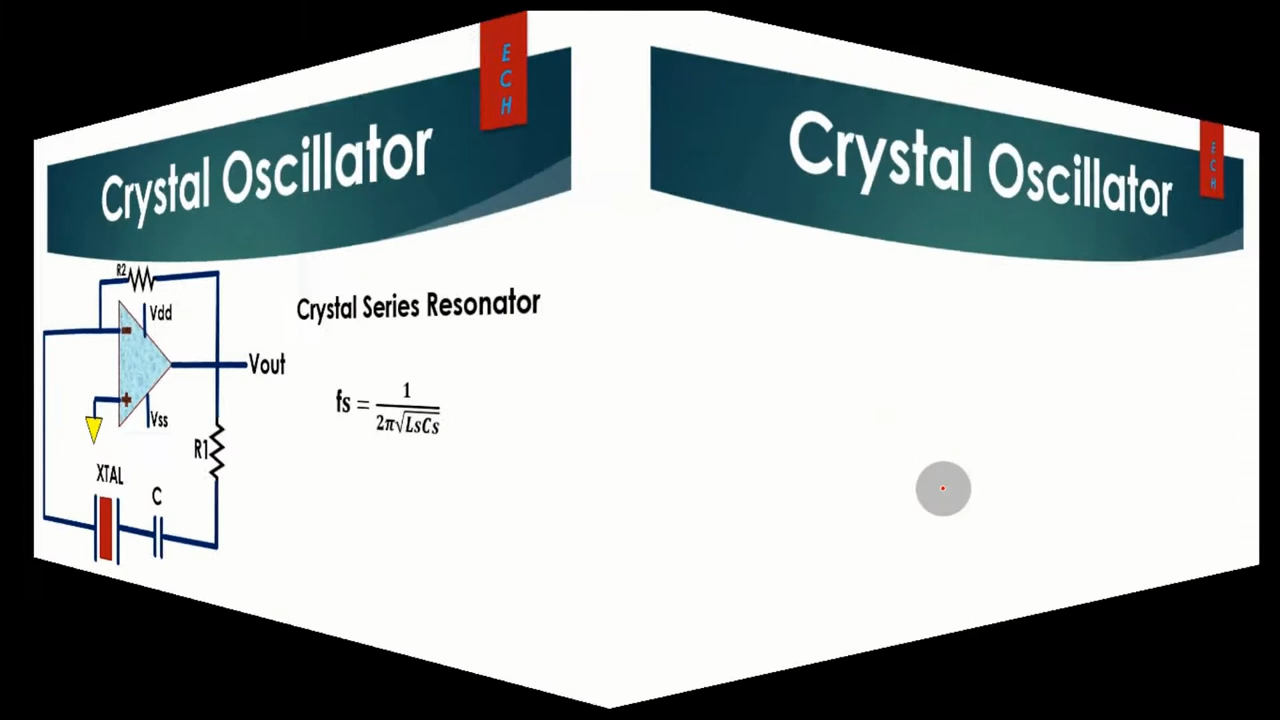 E
C
H
Crystal Oscillator
R2
Vdd
-
Vout
+
Vss
R1
XTAL
C
Crystal Series Resonator
fs = 1 / 2π√LsCs
E
C
H
Crystal Oscillator